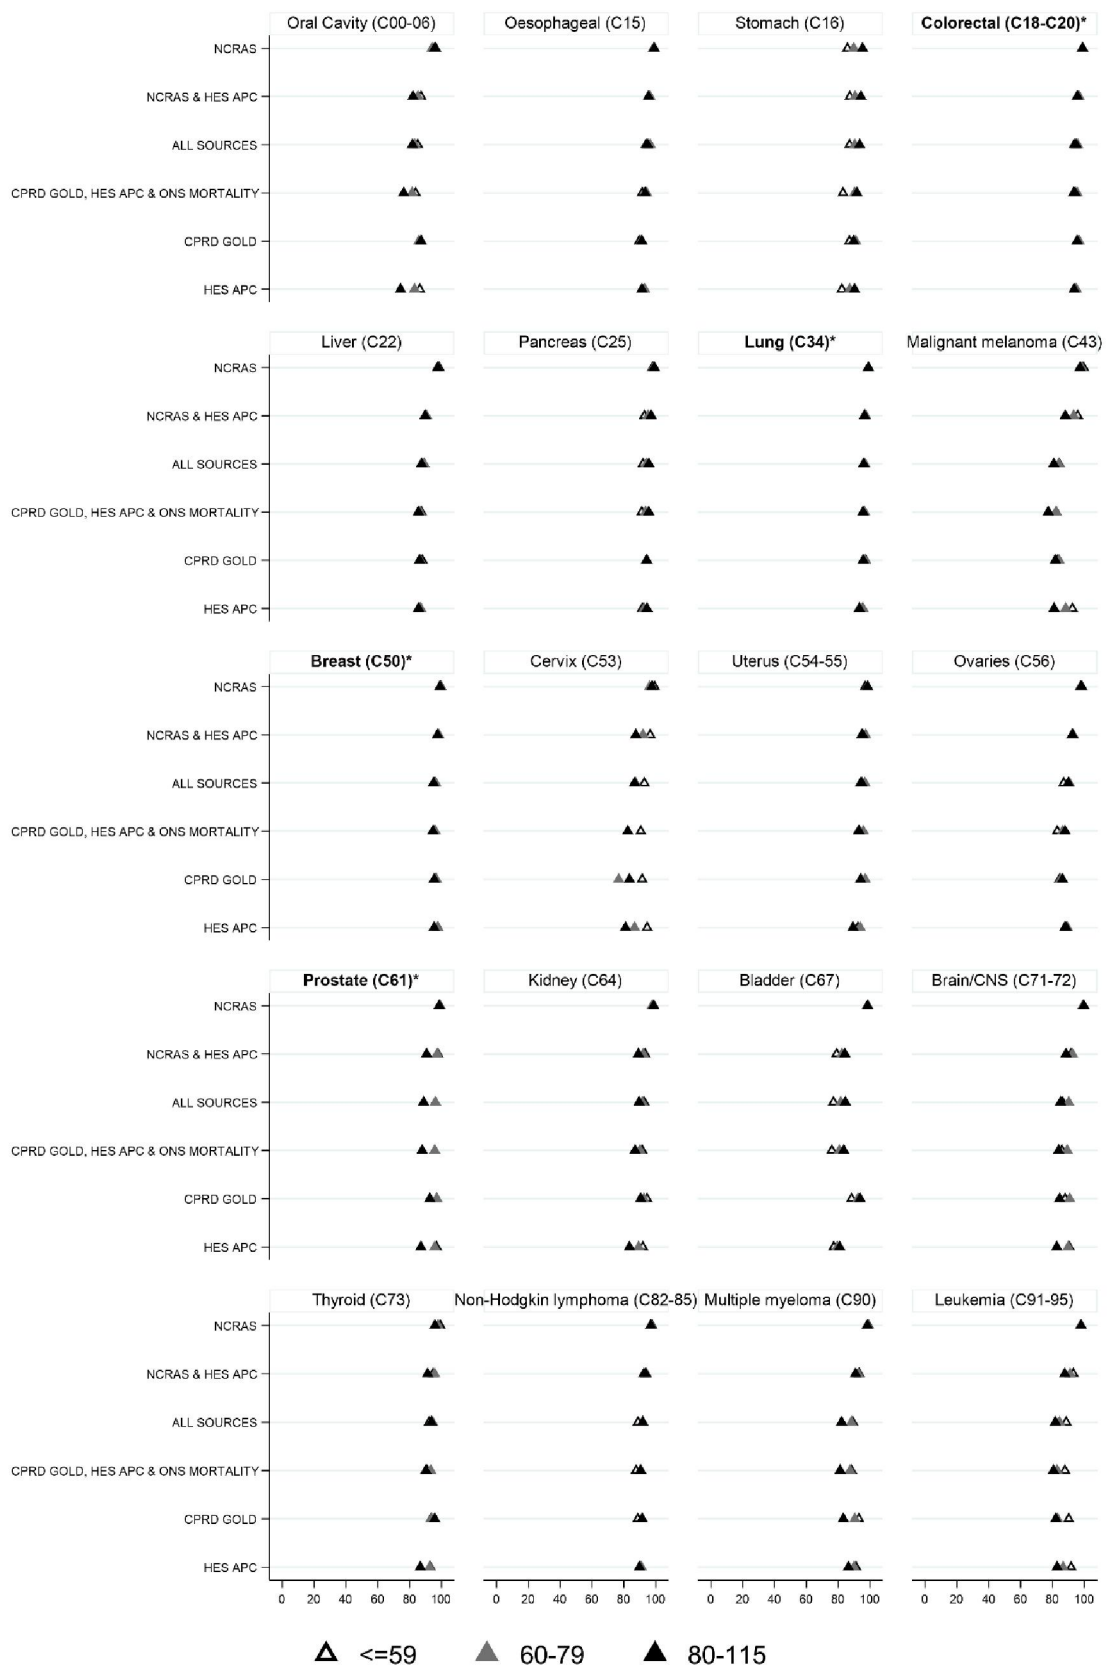 Oral Cavity (C00-06) Oesophageal (C15) Stomach (C16) Colorectal (C18-C20)*
NCRAS
NCRAS & HES APC
ALL SOURCES
CPRD GOLD, HES APC & ONS MORTALITY
CPRD GOLD
HES APC
Liver (C22) Pancreas (C25) Lung (C34)* Malignant melanoma (C43)
NCRAS
NCRAS & HES APC
ALL SOURCES
CPRD GOLD, HES APC & ONS MORTALITY
CPRD GOLD
HES APC
Breast (C50)* Cervix (C53) Uterus (C54-55) Ovaries (C56)
NCRAS
NCRAS & HES APC
ALL SOURCES
CPRD GOLD, HES APC & ONS MORTALITY
CPRD GOLD
HES APC
Prostate (C61)* Kidney (C64) Bladder (C67) Brain/CNS (C71-72)
NCRAS
NCRAS & HES APC
ALL SOURCES
CPRD GOLD, HES APC & ONS MORTALITY
CPRD GOLD
HES APC
Thyroid (C73) Non-Hodgkin lymphoma (C82-85) Multiple myeloma (C90) Leukemia (C91-95)
NCRAS
NCRAS & HES APC
ALL SOURCES
CPRD GOLD, HES APC & ONS MORTALITY
CPRD GOLD
HES APC
0 20 40 60 80 100 0 20 40 60 80 100 0 20 40 60 80 100 0 20 40 60 80 100
<=59 60-79 80-115